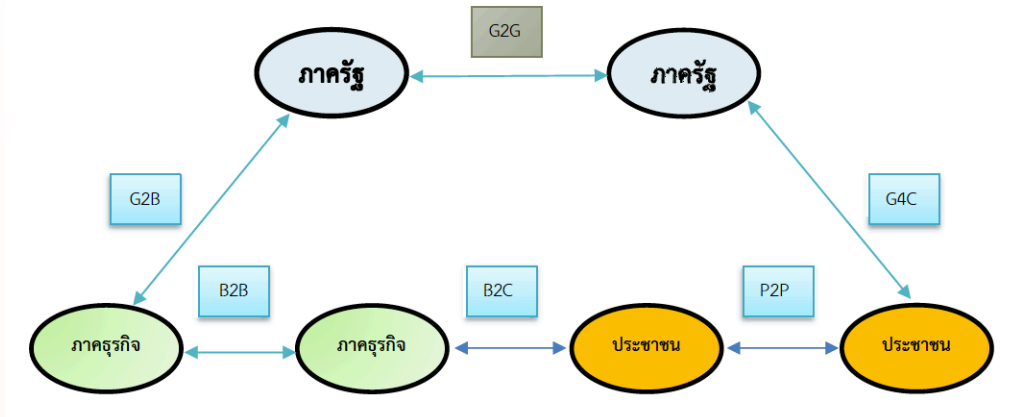 G2G
ภาครัฐ
ภาครัฐ
G2B
G4C
B2B
B2C
P2P
ภาคธุรกิจ
ภาคธุรกิจ
ประชาชน
ประชาชน